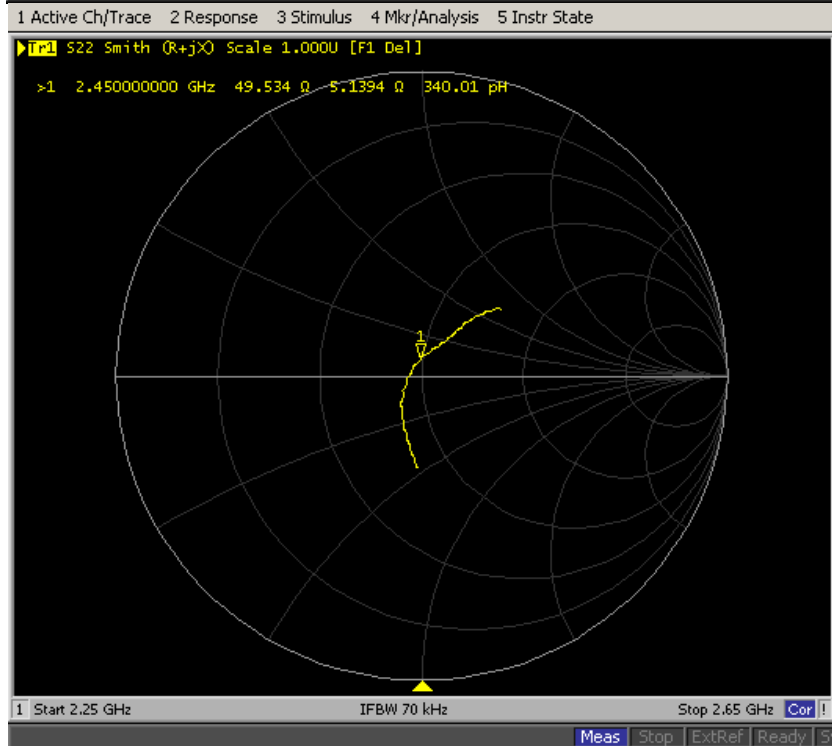 1 Active Ch/Trace 2 Response 3 Stimulus 4 Mkr/Analysis 5 Instr State
Tr1 S22 Smith (R+jX) Scale 1.000U [F1 Del]
>1 2.450000000 GHz 49.534 Ω 5.1394 Ω 340.01 pH
1
1 Start 2.25 GHz IFBW 70 kHz Stop 2.65 GHz Cor !
Meas Stop ExtRef Ready S